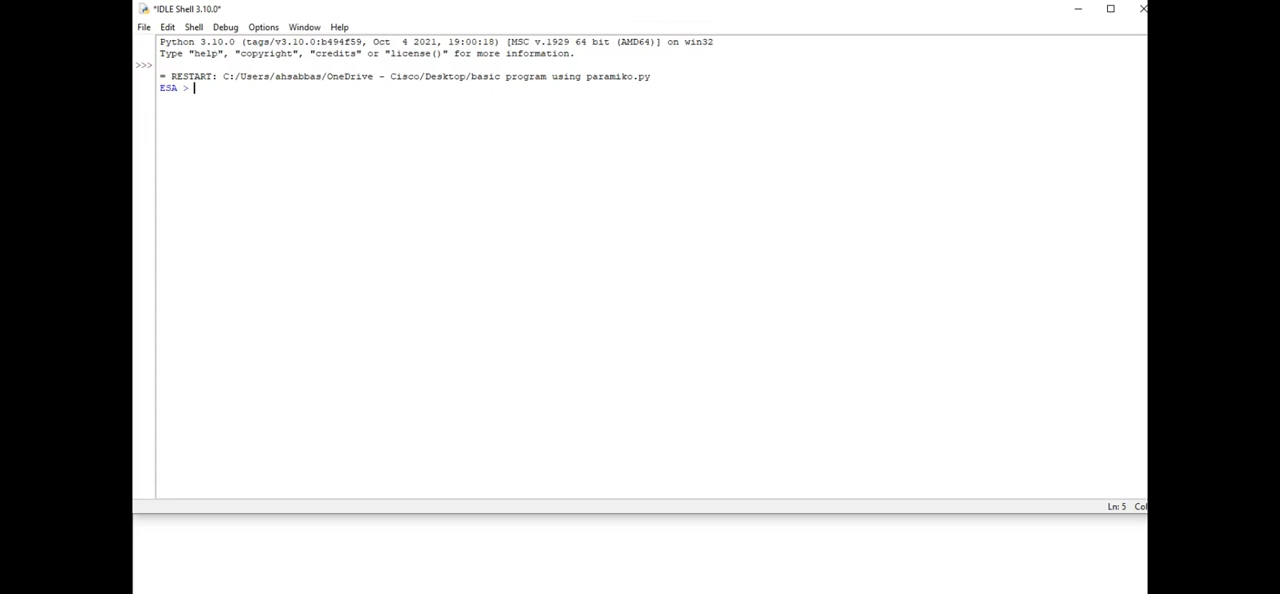 *IDLE Shell 3.10.0*
File Edit Shell Debug Options Window Help
Python 3.10.0 (tags/v3.10.0:b494f59, Oct  4 2021, 19:00:18) [MSC v.1929 64 bit (AMD64)] on win32
Type "help", "copyright", "credits" or "license()" for more information.
>>>
= RESTART: C:/Users/ahsabbas/OneDrive - Cisco/Desktop/basic program using paramiko.py
ESA >
Ln: 5 Col